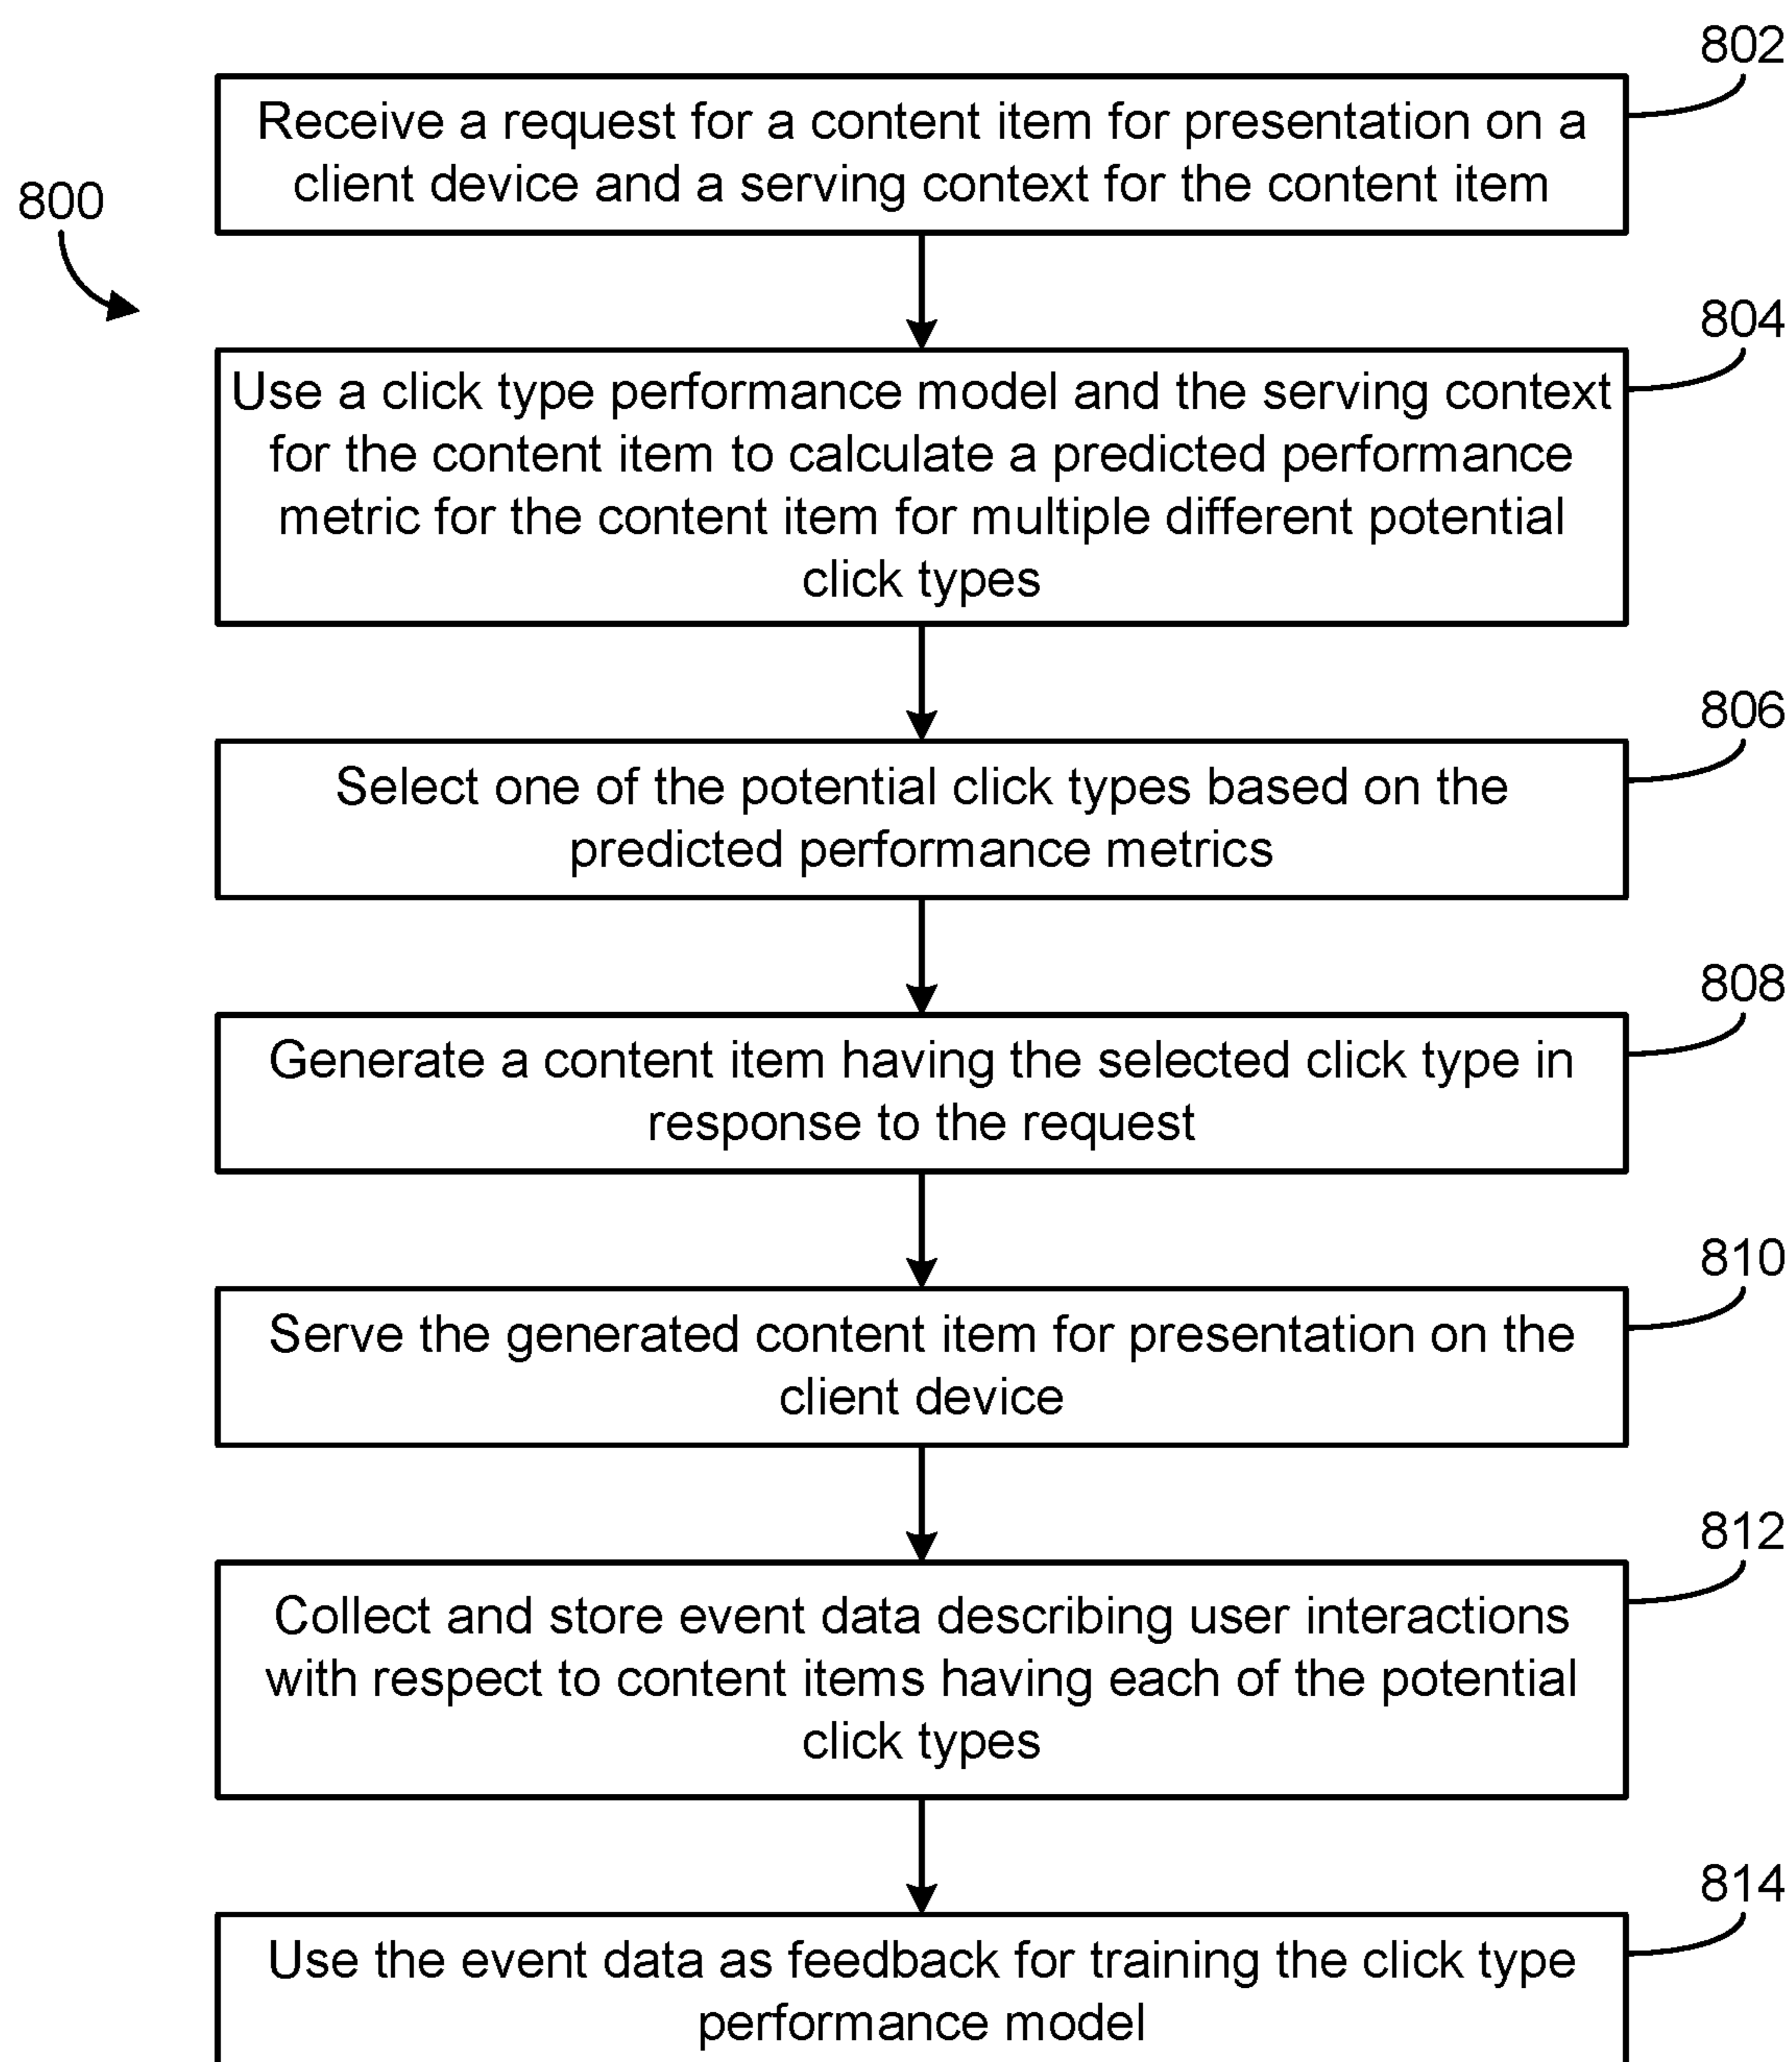 802
Receive a request for a content item for presentation on a
client device and a serving context for the content item
800
804
Use a click type performance model and the serving context
for the content item to calculate a predicted performance
metric for the content item for multiple different potential
click types
806
Select one of the potential click types based on the
predicted performance metrics
808
Generate a content item having the selected click type in
response to the request
810
Serve the generated content item for presentation on the
client device
812
Collect and store event data describing user interactions
with respect to content items having each of the potential
click types
814
Use the event data as feedback for training the click type
performance model